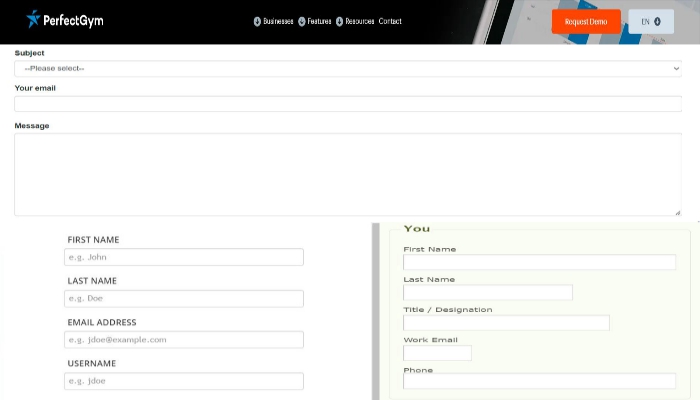 PerfectGym
Businesses Features Resources Contact
Request Demo
EN
Subject
--Please select--
Your email
Message
FIRST NAME
e.g. John
LAST NAME
e.g. Doe
EMAIL ADDRESS
e.g. jdoe@example.com
USERNAME
e.g. jdoe
You
First Name
Last Name
Title / Designation
Work Email
Phone